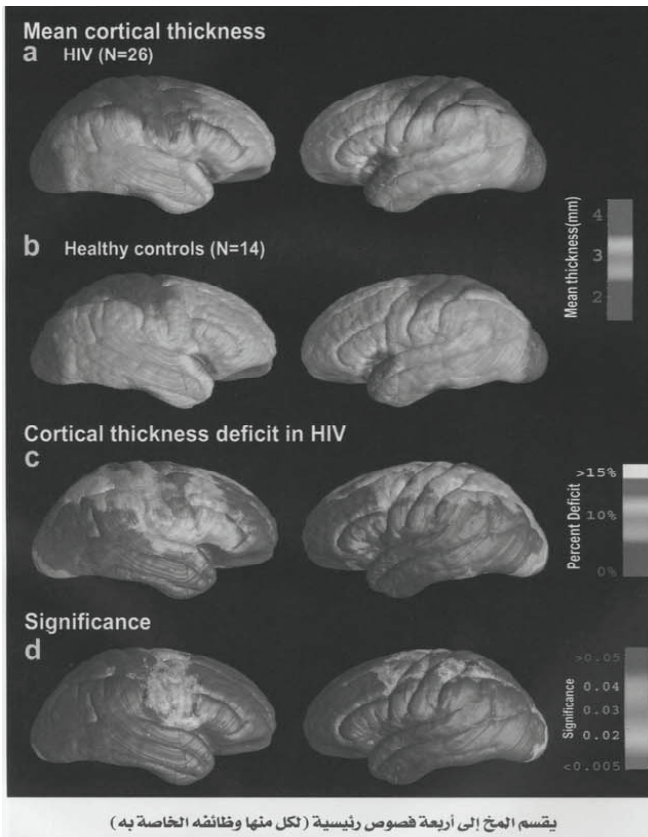 Mean cortical thickness
a HIV (N=26)
b Healthy controls (N=14)
4
3
2
Mean thickness(mm)
Cortical thickness deficit in HIV
c
>15%
10%
0%
Percent Deficit
Significance
d
>0.05
0.04
0.03
0.02
<0.005
Significance
يقسم المخ إلى أربعة فصوص رئيسية (لكل منها وظائفه الخاصة به)